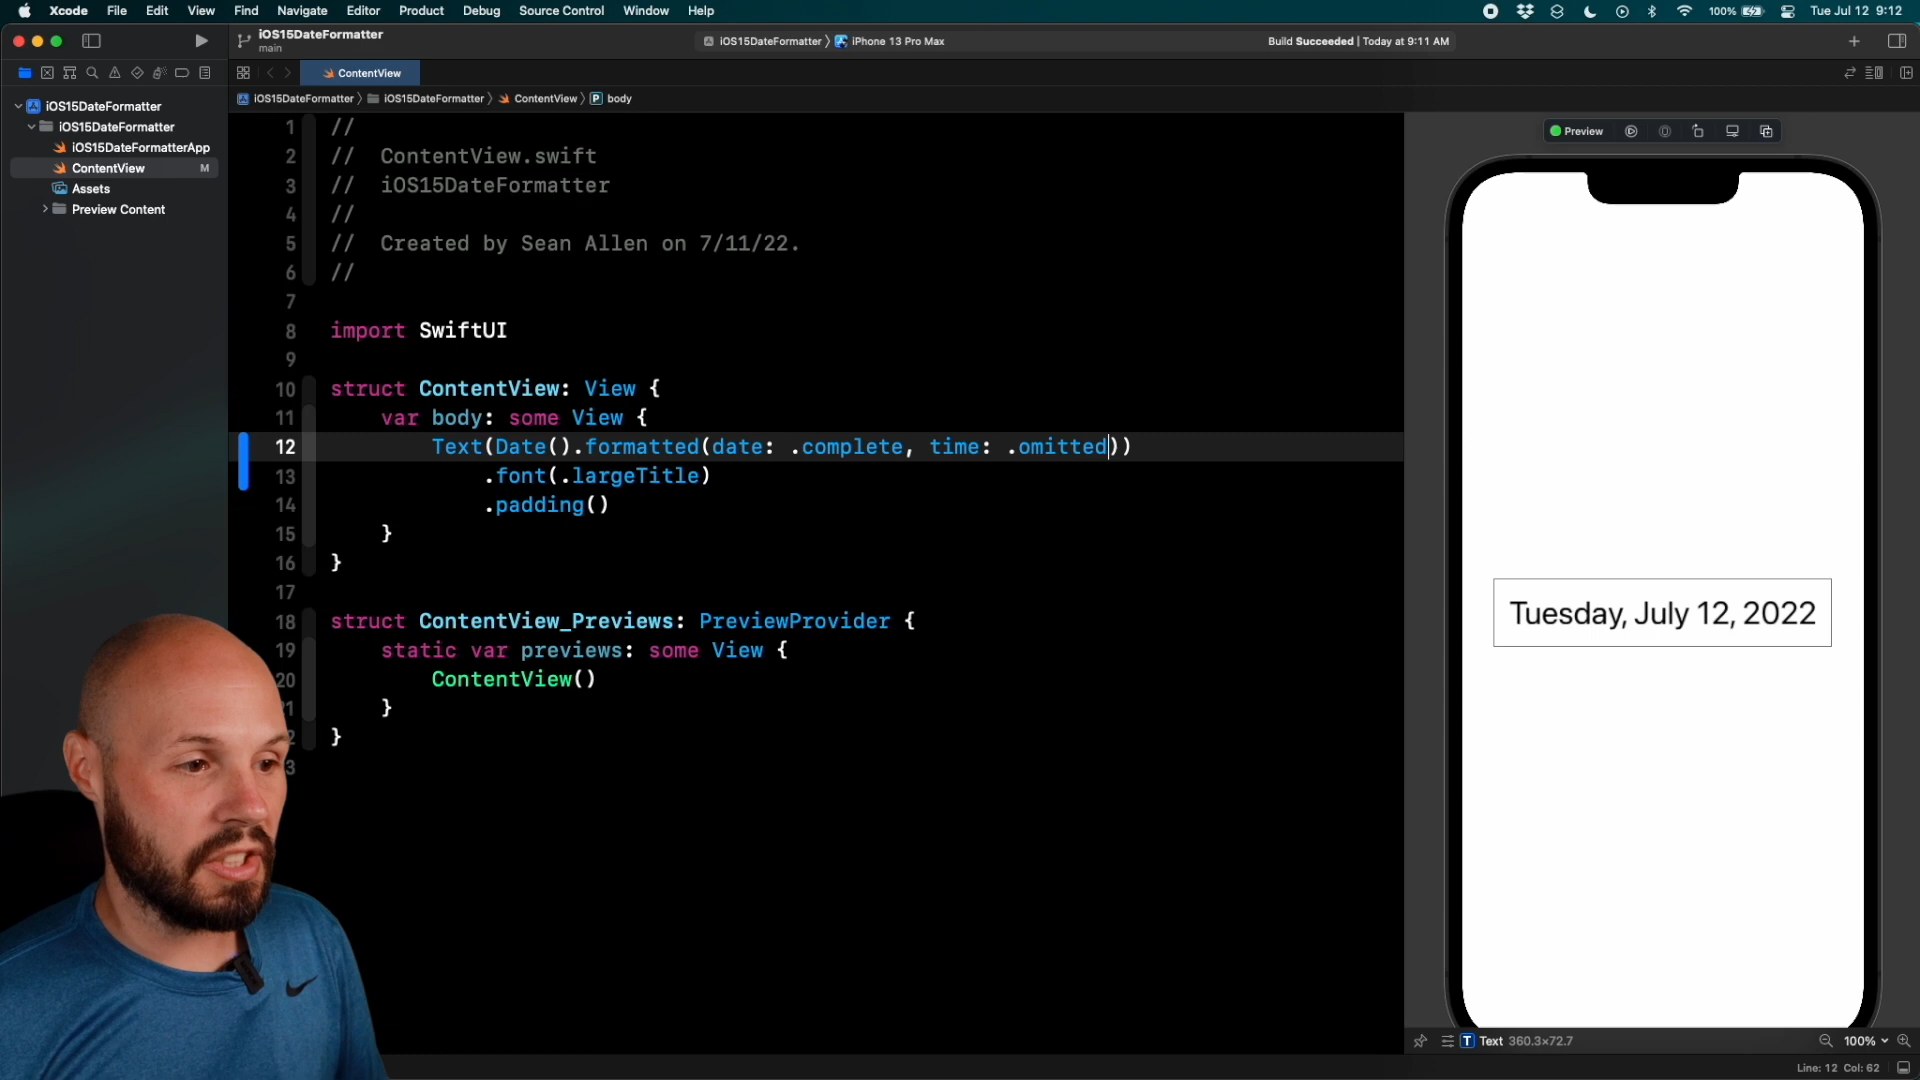 Xcode File Edit View Find Navigate Editor Product Debug Source Control Window Help 100% Tue Jul 12 9:12
iOS15DateFormatter
main
iOS15DateFormatter iPhone 13 Pro Max
Build Succeeded | Today at 9:11 AM
ContentView
iOS15DateFormatter iOS15DateFormatter ContentView P body
iOS15DateFormatter
iOS15DateFormatter
iOS15DateFormatterApp
ContentView M
Assets
Preview Content
1 //
2 // ContentView.swift
3 // iOS15DateFormatter
4 //
5 // Created by Sean Allen on 7/11/22.
6 //
7
8 import SwiftUI
9
10 struct ContentView: View {
11 var body: some View {
12 Text(Date().formatted(date: .complete, time: .omitted))
13 .font(.largeTitle)
14 .padding()
15 }
16 }
17
18 struct ContentView_Previews: PreviewProvider {
19 static var previews: some View {
20 ContentView()
1 }
2 }
3
Preview
Tuesday, July 12, 2022
T Text 360.3×72.7
100%
Line: 12 Col: 62